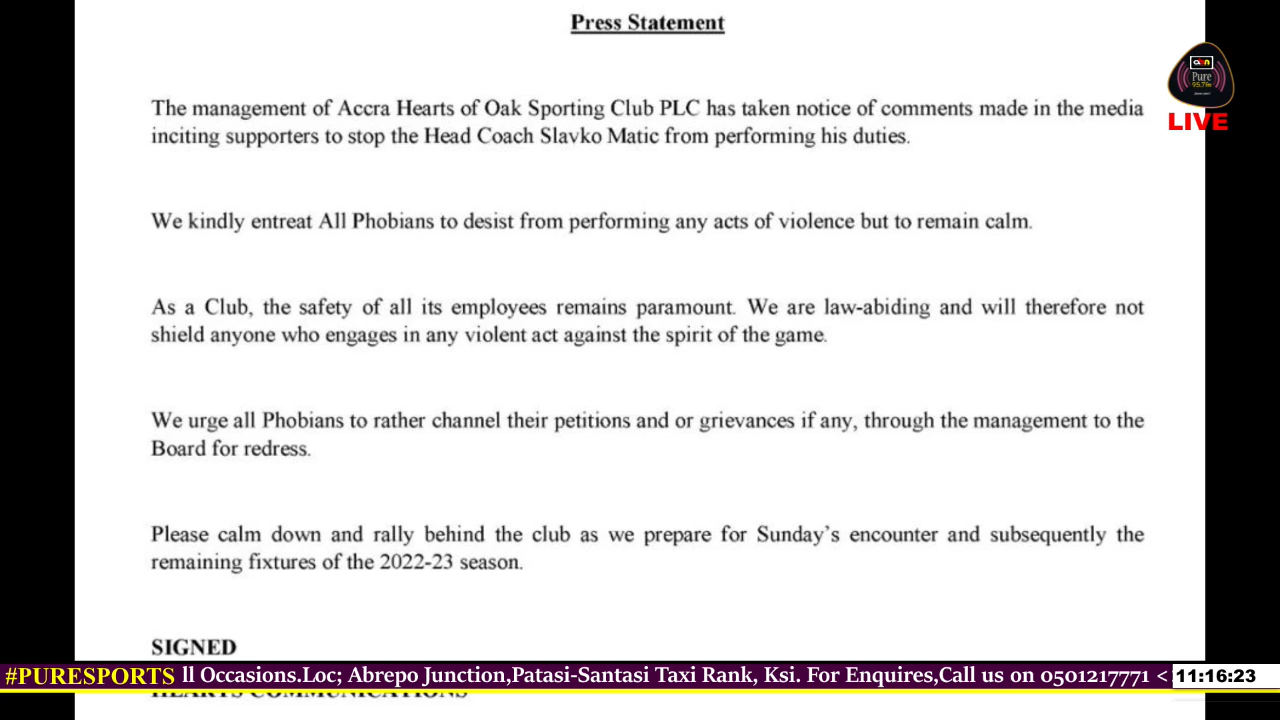 Press Statement
abn
Pure
95.7fm
LIVE
The management of Accra Hearts of Oak Sporting Club PLC has taken notice of comments made in the media
inciting supporters to stop the Head Coach Slavko Matic from performing his duties.
We kindly entreat All Phobians to desist from performing any acts of violence but to remain calm.
As a Club, the safety of all its employees remains paramount. We are law-abiding and will therefore not
shield anyone who engages in any violent act against the spirit of the game.
We urge all Phobians to rather channel their petitions and or grievances if any, through the management to the
Board for redress.
Please calm down and rally behind the club as we prepare for Sunday’s encounter and subsequently the
remaining fixtures of the 2022-23 season.
SIGNED
#PURESPORTS ll Occasions.Loc; Abrepo Junction,Patasi-Santasi Taxi Rank, Ksi. For Enquires,Call us on 0501217771 < 11:16:23
HEARTS COMMUNICATIONS